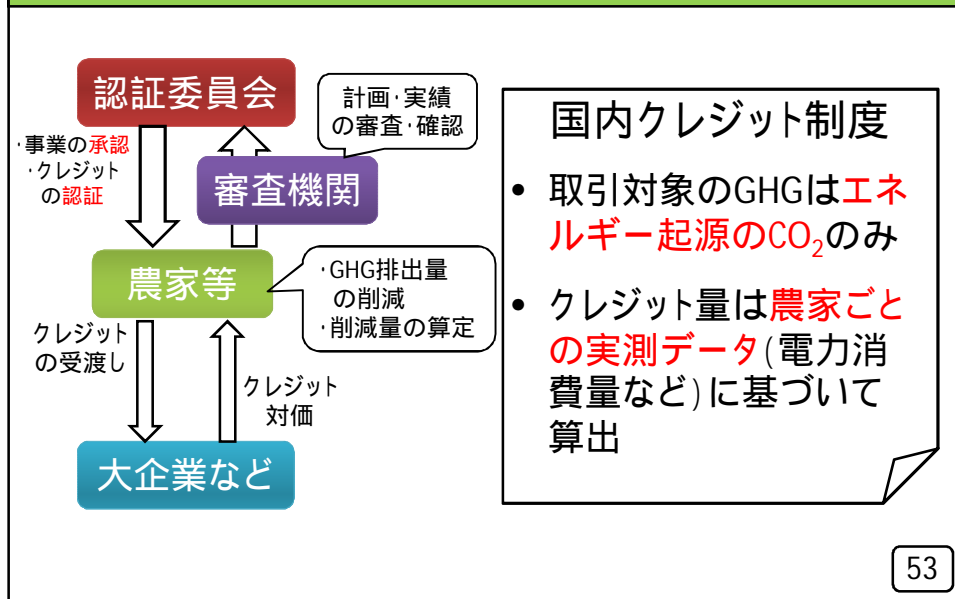 認証委員会
計画･実績
の審査･確認
･事業の承認
･クレジット
の認証
審査機関
農家等
･GHG排出量
の削減
･削減量の算定
クレジット
の受渡し
クレジット
対価
大企業など
国内クレジット制度
• 取引対象のGHGはエネ
ルギー起源のCO₂のみ
• クレジット量は農家ごと
の実測データ(電力消
費量など)に基づいて
算出
53